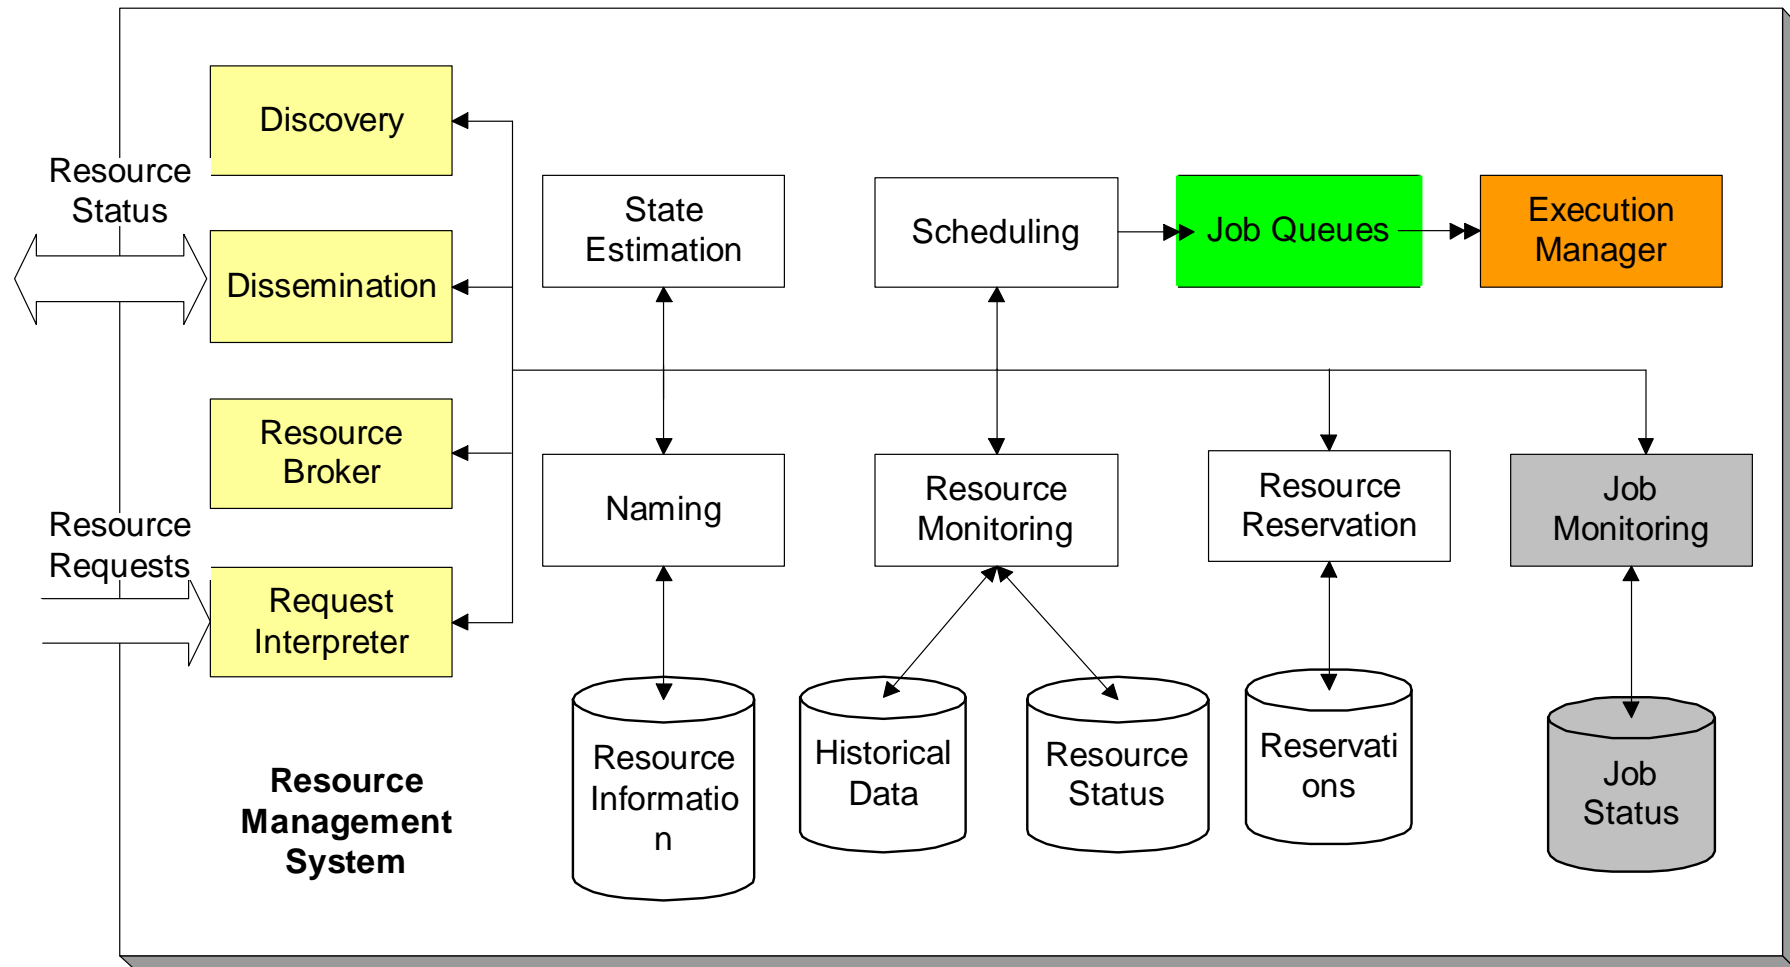 Discovery
Resource
Status
Dissemination
State
Estimation
Scheduling
Job Queues
Execution
Manager
Resource
Broker
Resource
Requests
Request
Interpreter
Naming
Resource
Monitoring
Resource
Reservation
Job
Monitoring
Resource
Informatio
n
Historical
Data
Resource
Status
Reservati
ons
Job
Status
Resource
Management
System